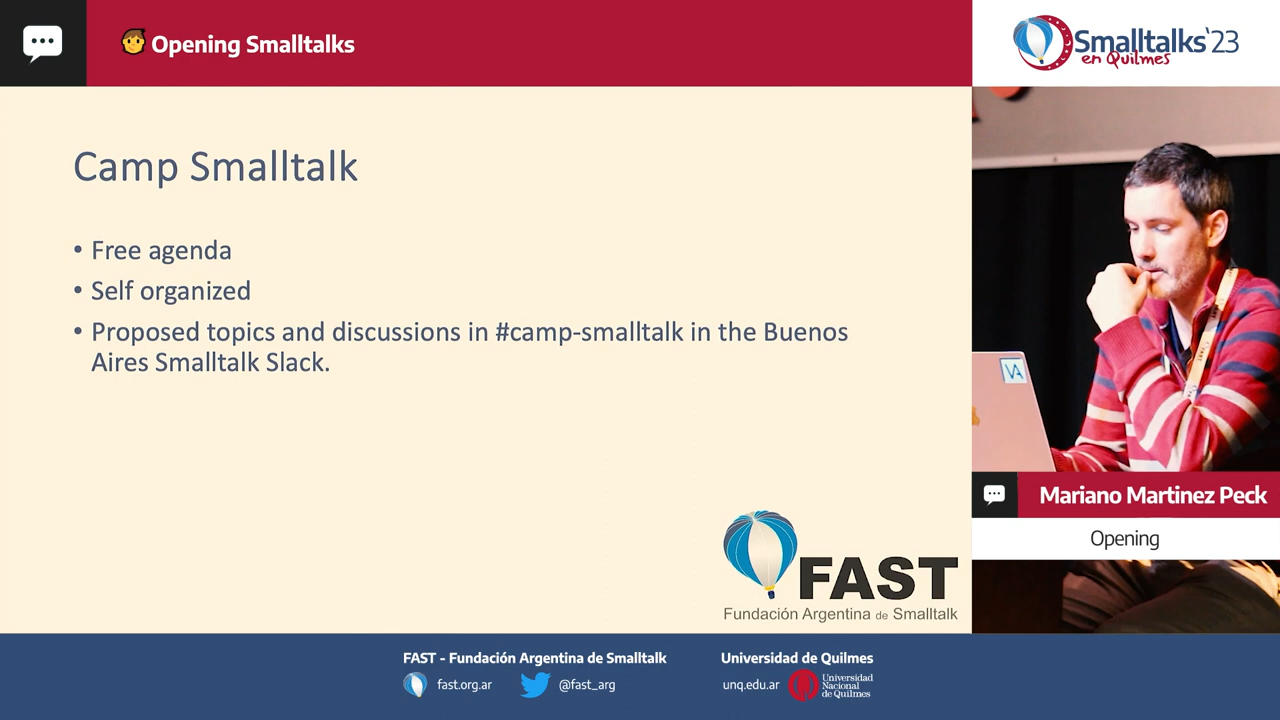 Opening Smalltalks
Smalltalks'23
en Quilmes
Camp Smalltalk
• Free agenda
• Self organized
• Proposed topics and discussions in #camp-smalltalk in the Buenos
Aires Smalltalk Slack.
VA
Mariano Martinez Peck
Opening
FAST
Fundación Argentina de Smalltalk
FAST - Fundación Argentina de Smalltalk
fast.org.ar
@fast_arg
Universidad de Quilmes
unq.edu.ar
Universidad
Nacional
de Quilmes